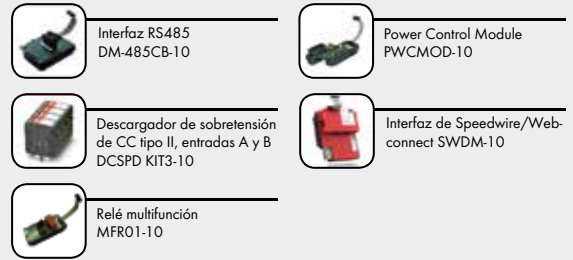 Interfaz RS485
DM-485CB-10
Power Control Module
PWCMOD-10
Descargador de sobretensión
de CC tipo II, entradas A y B
DCSPD KIT3-10
Interfaz de Speedwire/Web-
connect SWDM-10
Relé multifunción
MFR01-10